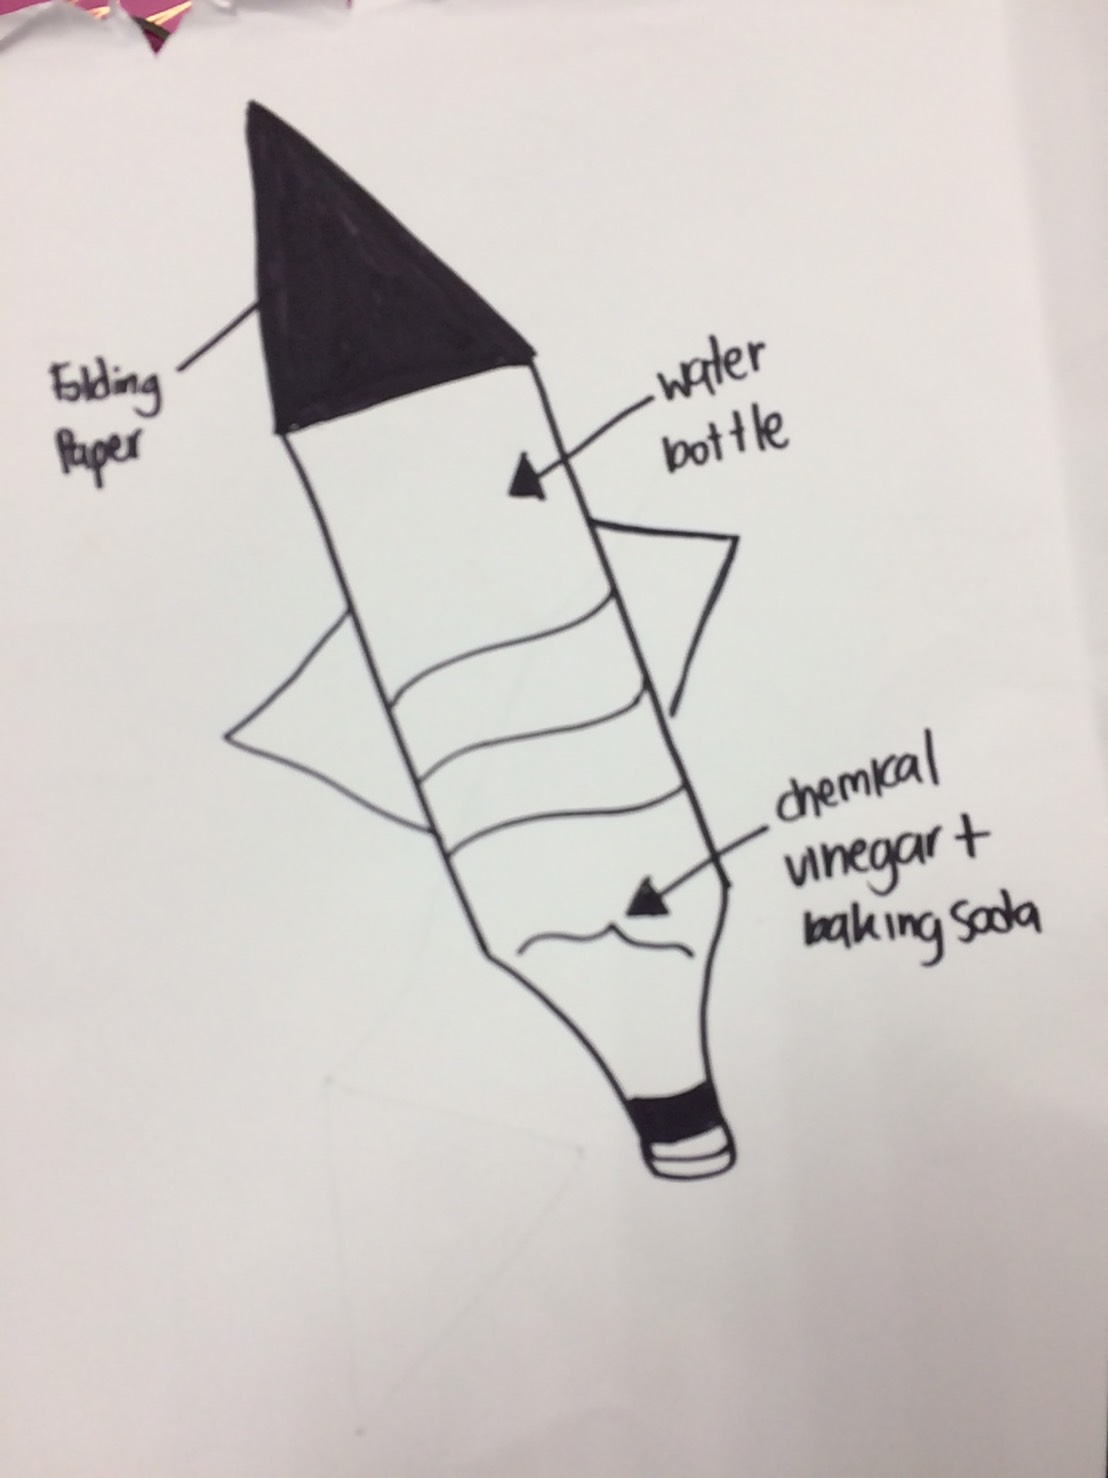 Folding
Paper
water
bottle
chemical
vinegar +
baking soda